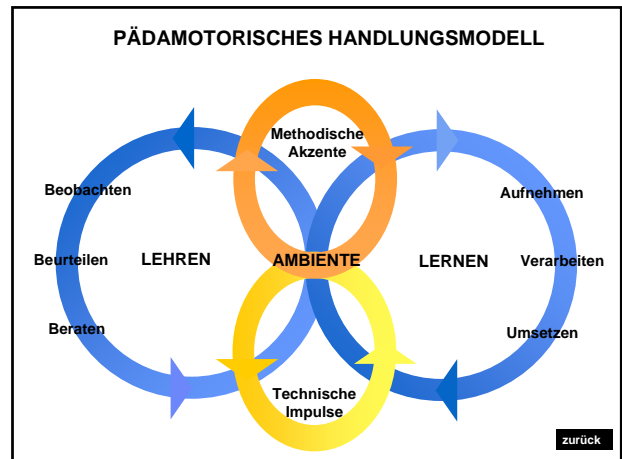 PÄDAMOTORISCHES HANDLUNGSMODELL
Methodische
Akzente
Beobachten
Beurteilen
Beraten
LEHREN
AMBIENTE
LERNEN
Aufnehmen
Verarbeiten
Umsetzen
Technische
Impulse
zurück